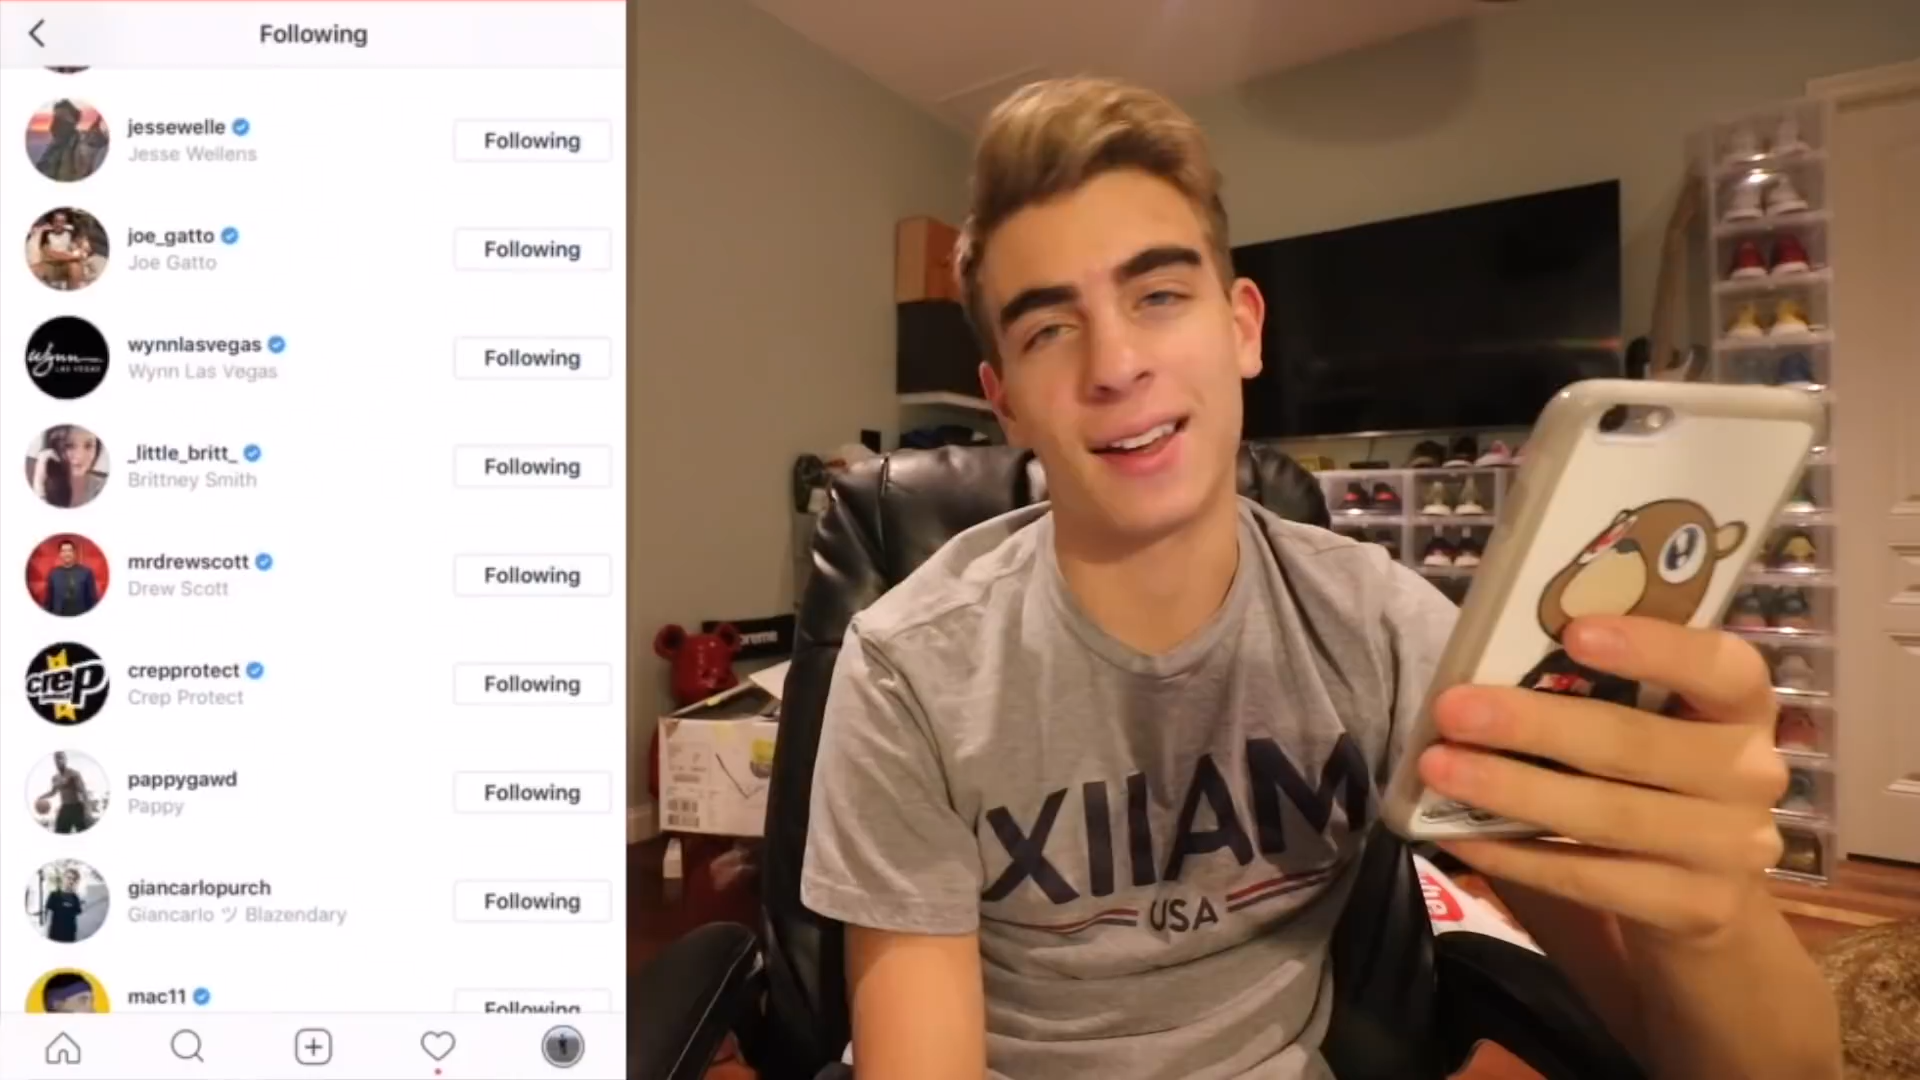 Following
jessewelle
Jesse Wellens
Following
joe_gatto
Joe Gatto
Following
wynnlasvegas
Wynn Las Vegas
Following
_little_britt_
Brittney Smith
Following
mrdrewscott
Drew Scott
Following
crepprotect
Crep Protect
Following
pappygawd
Pappy
Following
giancarlopurch
Giancarlo ツ Blazendary
Following
mac11
Following
crep
XIIAM
USA